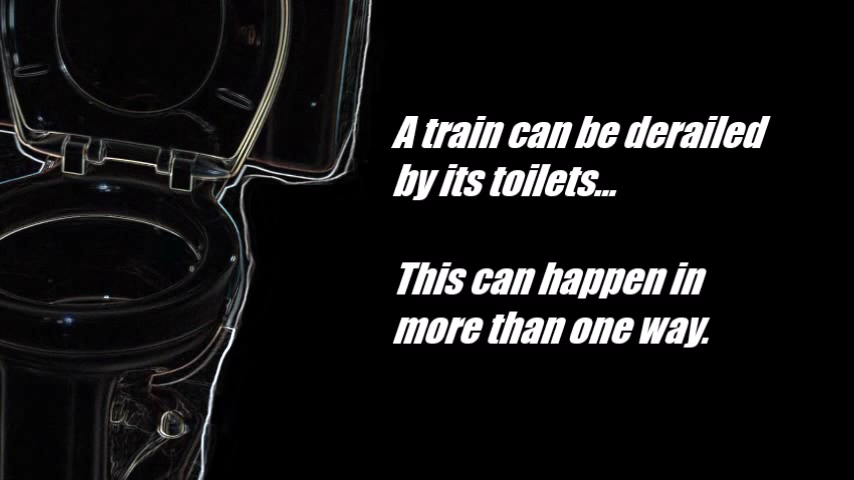 A train can be derailed
by its toilets...
This can happen in
more than one way.